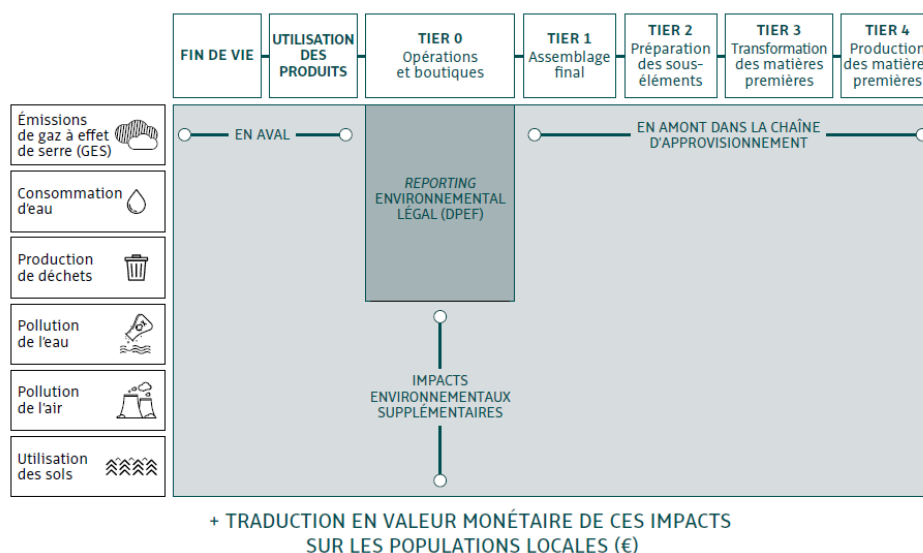 FIN DE VIE
UTILISATION
DES
PRODUITS
TIER 0
Opérations
et boutiques
TIER 1
Assemblage
final
TIER 2
Préparation
des sous-
éléments
TIER 3
Transformation
des matières
premières
TIER 4
Production
des matières
premières
Émissions
de gaz à effet
de serre (GES)
EN AVAL
EN AMONT DANS LA CHAÎNE
D'APPROVISIONNEMENT
REPORTING
ENVIRONNEMENTAL
LÉGAL (DPEF)
Consommation
d'eau
Production
de déchets
Pollution
de l'eau
IMPACTS
ENVIRONNEMENTAUX
SUPPLÉMENTAIRES
Pollution
de l'air
Utilisation
des sols
+ TRADUCTION EN VALEUR MONÉTAIRE DE CES IMPACTS
SUR LES POPULATIONS LOCALES (€)